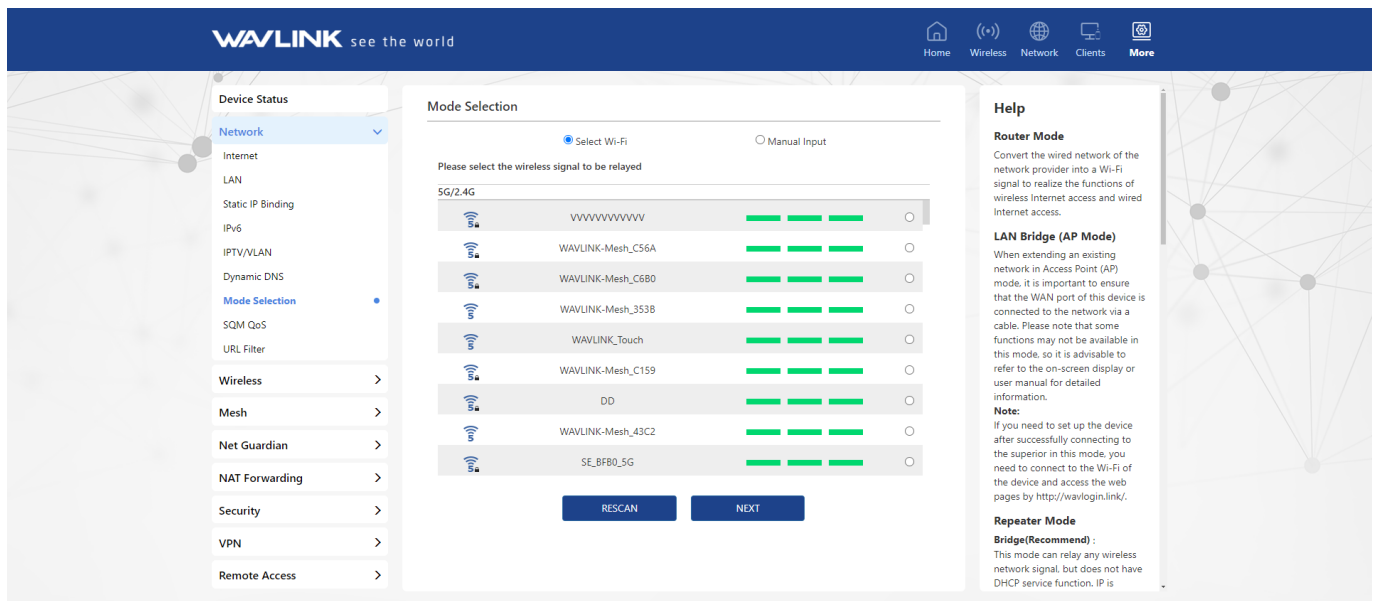 WAVLINK see the world
Home Wireless Network Clients More
Device Status
Network
Internet
LAN
Static IP Binding
IPv6
IPTV/VLAN
Dynamic DNS
Mode Selection
SQM QoS
URL Filter
Wireless
Mesh
Net Guardian
NAT Forwarding
Security
VPN
Remote Access
Mode Selection
Select Wi-Fi Manual Input
Please select the wireless signal to be relayed
5G/2.4G
5 VVVVVVVVVVVV
5 WAVLINK-Mesh_C56A
5 WAVLINK-Mesh_C6B0
5 WAVLINK-Mesh_353B
5 WAVLINK_Touch
5 WAVLINK-Mesh_C159
5 DD
5 WAVLINK-Mesh_43C2
5 SE_BFB0_5G
RESCAN NEXT
Help
Router Mode
Convert the wired network of the
network provider into a Wi-Fi
signal to realize the functions of
wireless Internet access and wired
Internet access.
LAN Bridge (AP Mode)
When extending an existing
network in Access Point (AP)
mode, it is important to ensure
that the WAN port of this device is
connected to the network via a
cable. Please note that some
functions may not be available in
this mode, so it is advisable to
refer to the on-screen display or
user manual for detailed
information.
Note:
If you need to set up the device
after successfully connecting to
the superior in this mode, you
need to connect to the Wi-Fi of
the device and access the web
pages by http://wavlogin.link/.
Repeater Mode
Bridge(Recommend) :
This mode can relay any wireless
network signal, but does not have
DHCP service function. IP is